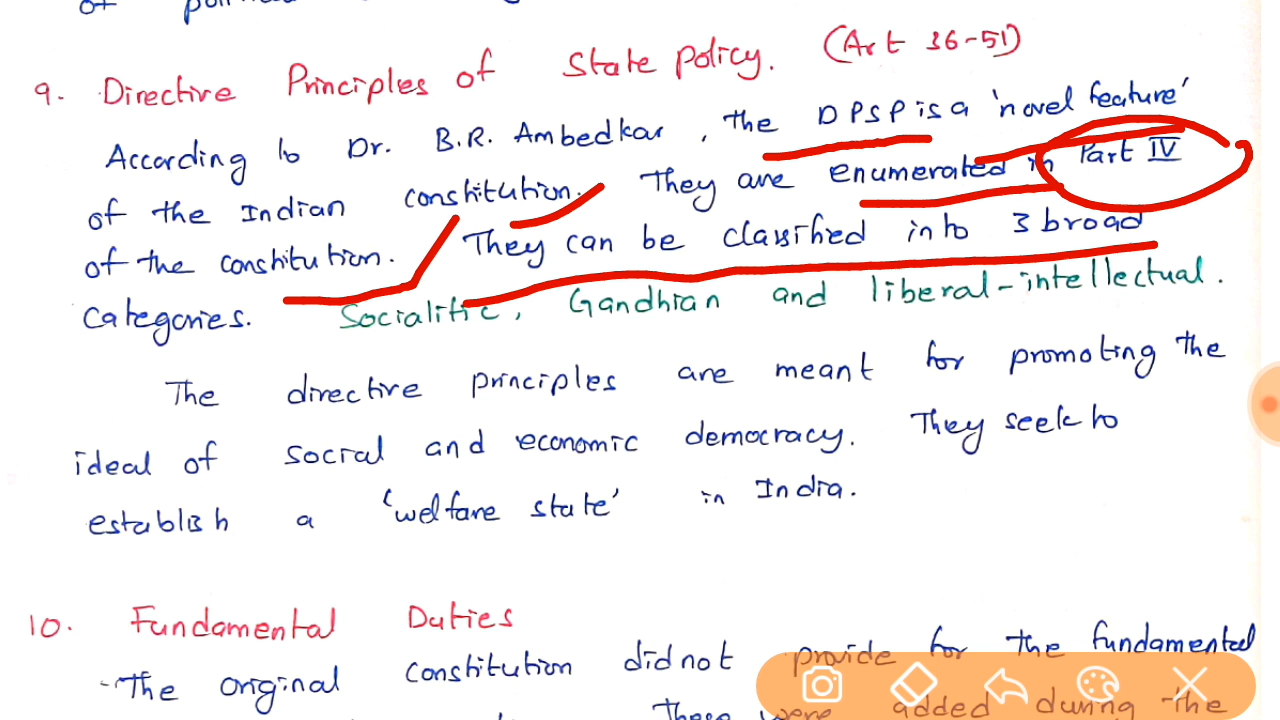 of
9. Directive Principles of State policy. (Art 36-51)
According to Dr. B.R. Ambedkar, the DPSP is a 'novel feature'
of the Indian constitution. They are enumerated in Part IV
of the constitution. They can be classified into 3 broad
categories. Socialitic, Gandhian and liberal-intellectual.
The directive principles are meant for promoting the
ideal of social and economic democracy. They seek to
establish a 'welfare state' in India.
10. Fundamental Duties
The original constitution did not provide for the fundamental
These were added during the